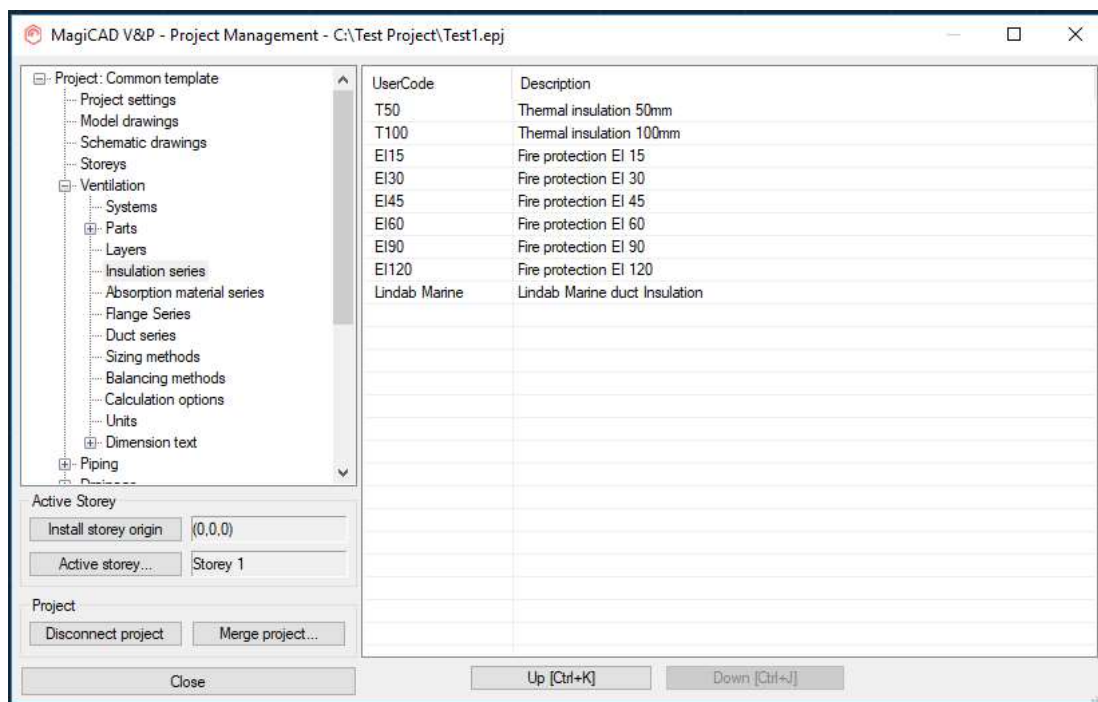 MagiCAD V&P - Project Management - C:\Test Project\Test1.epj
Project: Common template
Project settings
Model drawings
Schematic drawings
Storeys
Ventilation
Systems
Parts
Layers
Insulation series
Absorption material series
Flange Series
Duct series
Sizing methods
Balancing methods
Calculation options
Units
Dimension text
Piping
Active Storey
Install storey origin (0,0,0)
Active storey... Storey 1
Project
Disconnect project Merge project...
Close
UserCode Description
T50 Thermal insulation 50mm
T100 Thermal insulation 100mm
EI15 Fire protection EI 15
EI30 Fire protection EI 30
EI45 Fire protection EI 45
EI60 Fire protection EI 60
EI90 Fire protection EI 90
EI120 Fire protection EI 120
Lindab Marine Lindab Marine duct Insulation
Up [Ctrl+K] Down [Ctrl+J]